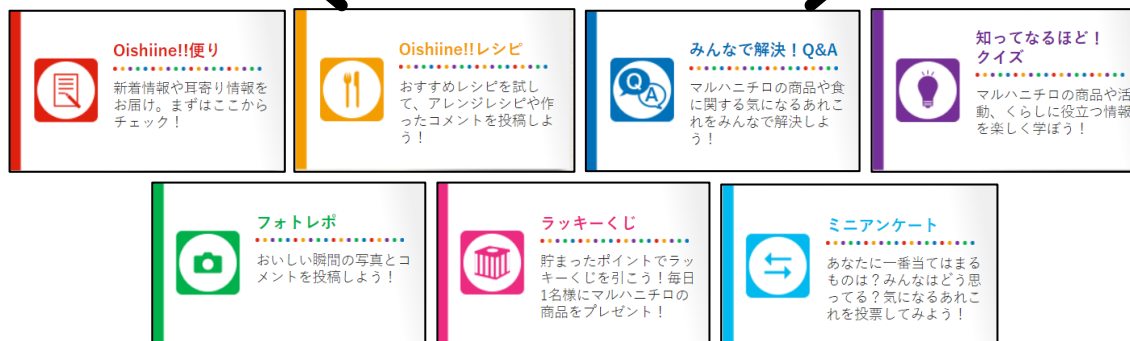 Oishiine!!便り
新着情報や耳寄り情報を
お届け。まずはここから
チェック！
Oishiine!!レシピ
おすすめレシピを試し
て、アレンジレシピや作
ったコメントを投稿しよ
う！
みんなで解決！Q&A
Q
A
マルハニチロの商品や食
に関する気になるあれこ
れをみんなで解決しよ
う！
知ってなるほど！
クイズ
マルハニチロの商品や活
動、くらしに役立つ情報
を楽しく学ぼう！
フォトレポ
おいしい瞬間の写真とコ
メントを投稿しよう！
ラッキーくじ
貯まったポイントでラッ
キーくじを引こう！毎日
1名様にマルハニチロの
商品をプレゼント！
ミニアンケート
あなたに一番当てはまる
ものは？みんなはどう思
ってる？気になるあれこ
れを投票してみよう！